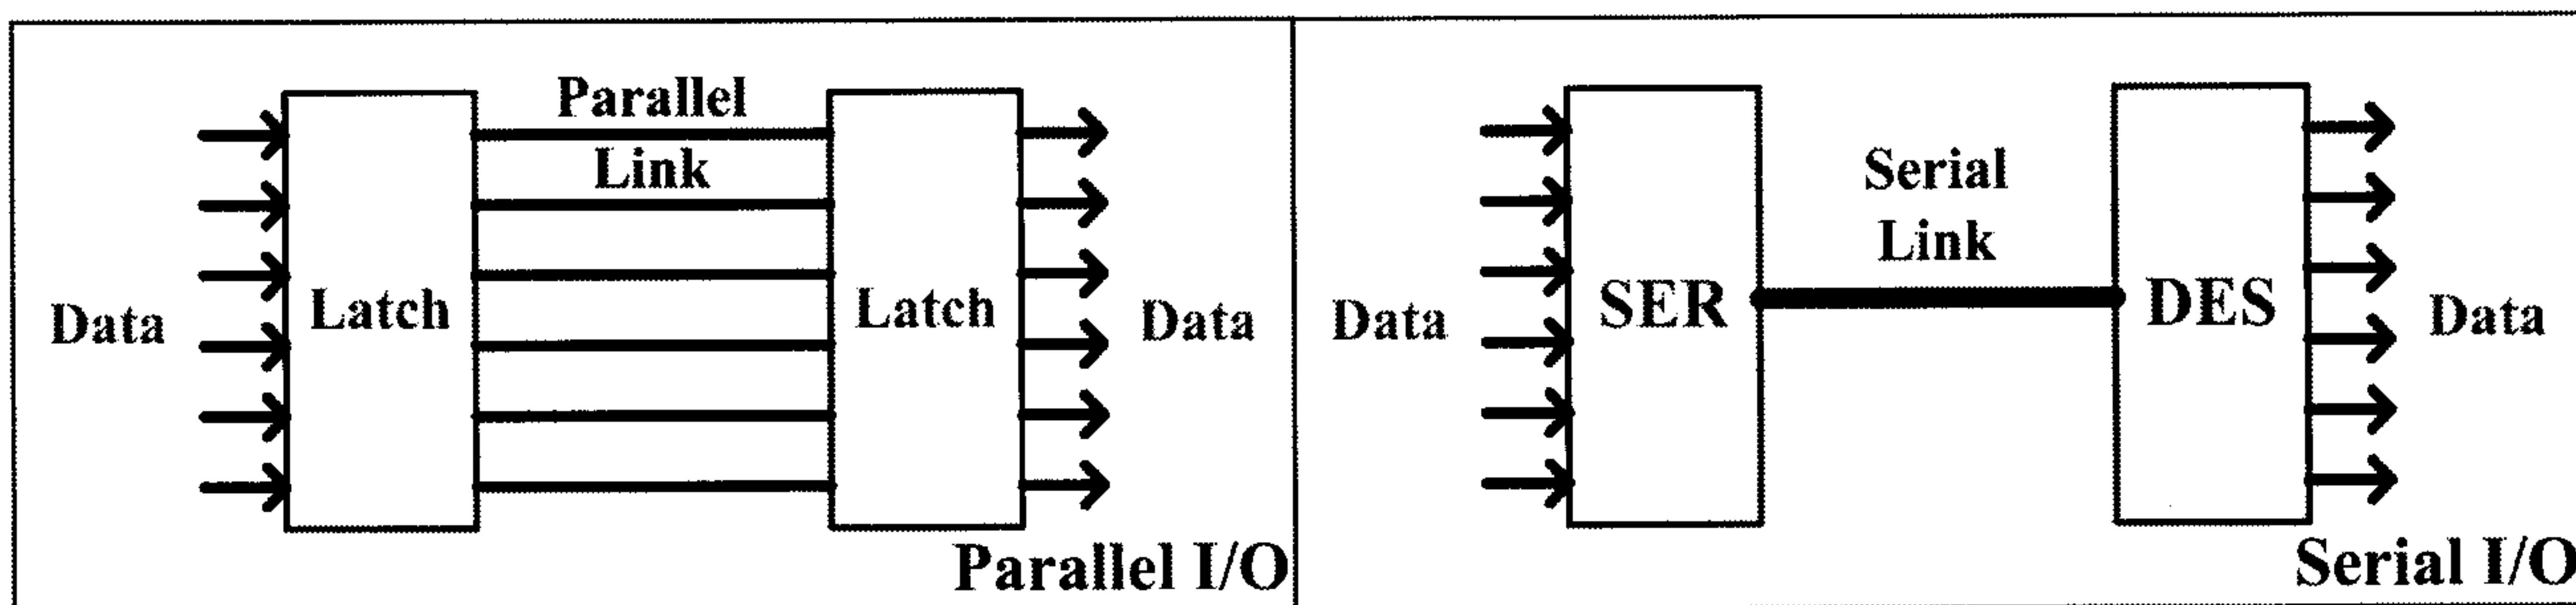 Parallel
Link
Data
Latch
Latch
Data
Parallel I/O
Serial
Link
Data
SER
DES
Data
Serial I/O